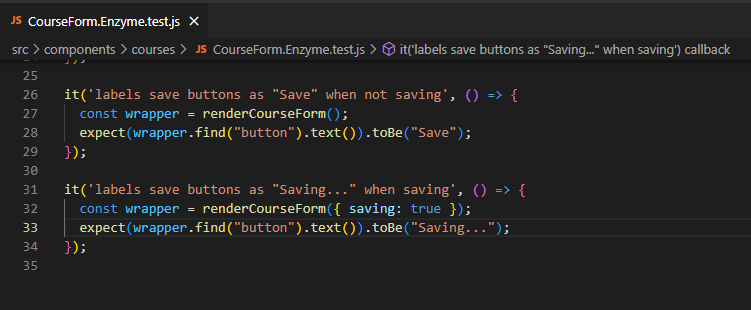 JS CourseForm.Enzyme.test.js ×
src > components > courses > JS CourseForm.Enzyme.test.js > it('labels save buttons as "Saving..." when saving') callback
24 });
25
26 it('labels save buttons as "Save" when not saving', () => {
27 const wrapper = renderCourseForm();
28 expect(wrapper.find("button").text()).toBe("Save");
29 });
30
31 it('labels save buttons as "Saving..." when saving', () => {
32 const wrapper = renderCourseForm({ saving: true });
33 expect(wrapper.find("button").text()).toBe("Saving...");
34 });
35